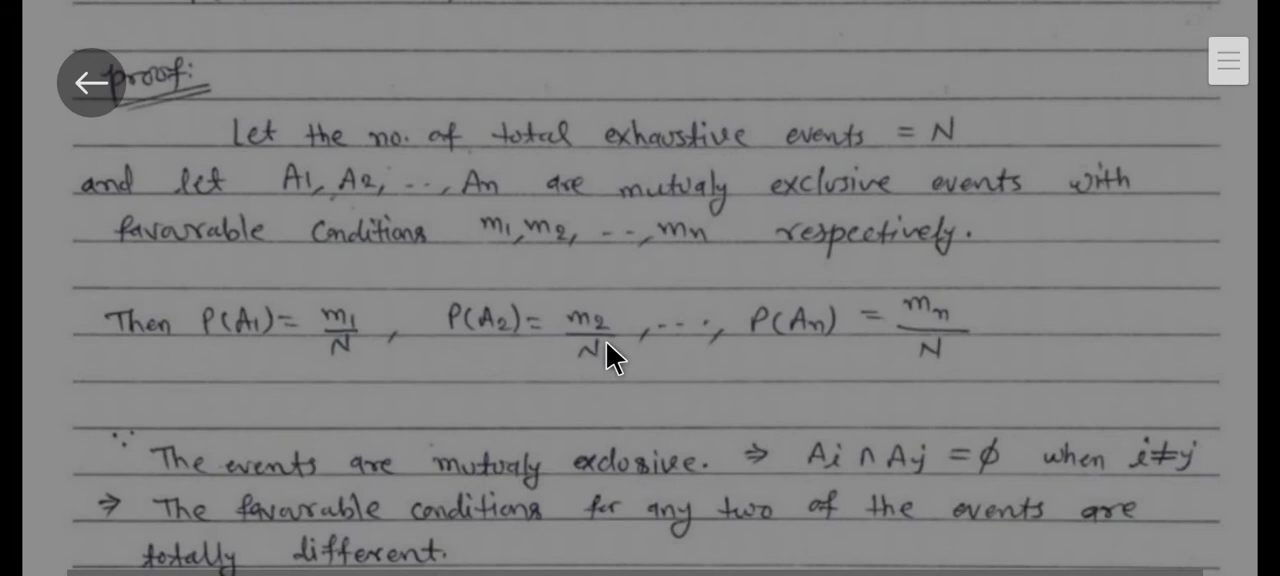 proof:
Let the no. of total exhaustive events = N
and let A1, A2, ..., An are mutualy exclusive events with
favourable conditions m1, m2, ---, mn respectively.
Then P(A1) = m1/N , P(A2) = m2/N , ---, P(An) = mn/N
∵ The events are mutualy exclosive. ⇒ Ai ∩ Aj = ϕ when i≠j
⇒ The favourable conditions for any two of the events are
totally different.